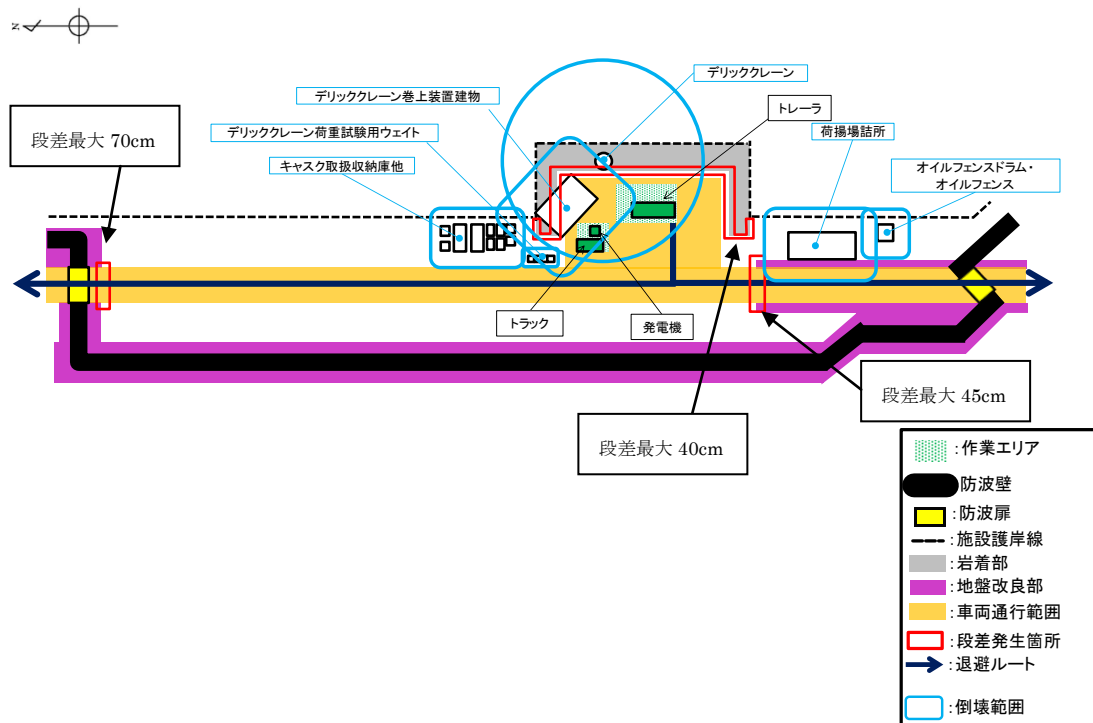 N
デリッククレーン
デリッククレーン巻上装置建物
トレーラ
段差最大 70cm
デリッククレーン荷重試験用ウェイト
荷揚場詰所
キャスク取扱収納庫他
オイルフェンスドラム・
オイルフェンス
トラック
発電機
段差最大 45cm
段差最大 40cm
:作業エリア
防波壁
:防波扉
:施設護岸線
:岩着部
:地盤改良部
:車両通行範囲
:段差発生箇所
:退避ルート
:倒壊範囲